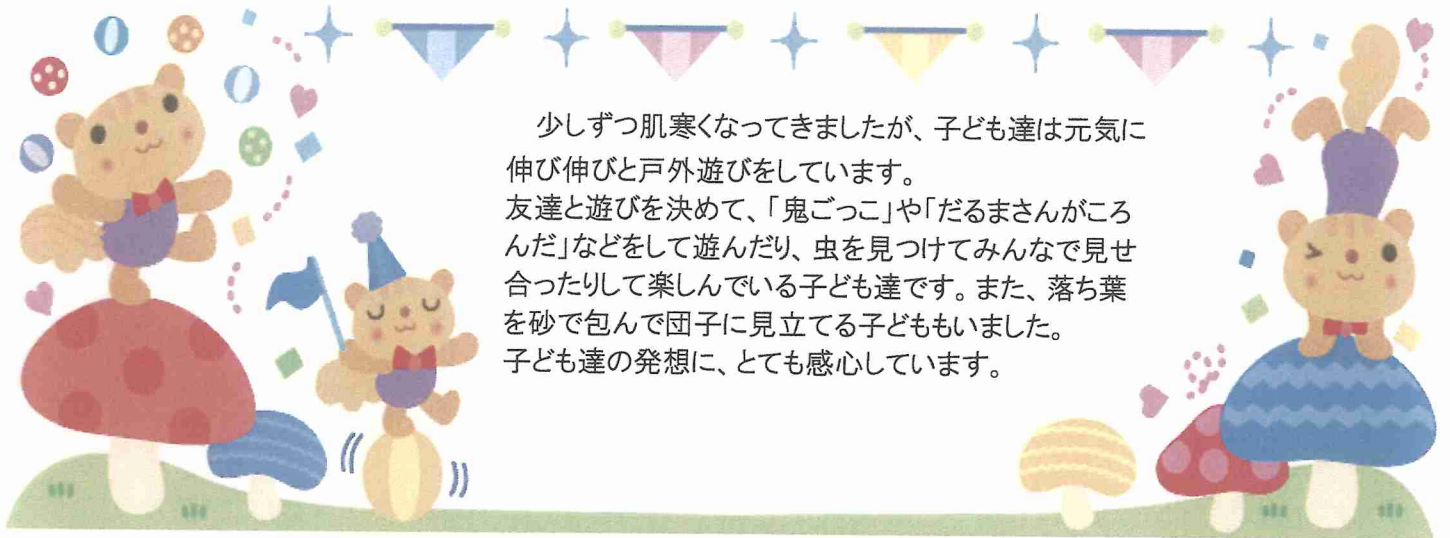 少しずつ肌寒くなってきましたが、子ども達は元気に
伸び伸びと戸外遊びをしています。
友達と遊びを決めて、「鬼ごっこ」や「だるまさんがころ
んだ」などをして遊んだり、虫を見つけてみんなで見せ
合ったりして楽しんでいる子ども達です。また、落ち葉
を砂で包んで団子に見立てる子どももいました。
子ども達の発想に、とても感心しています。